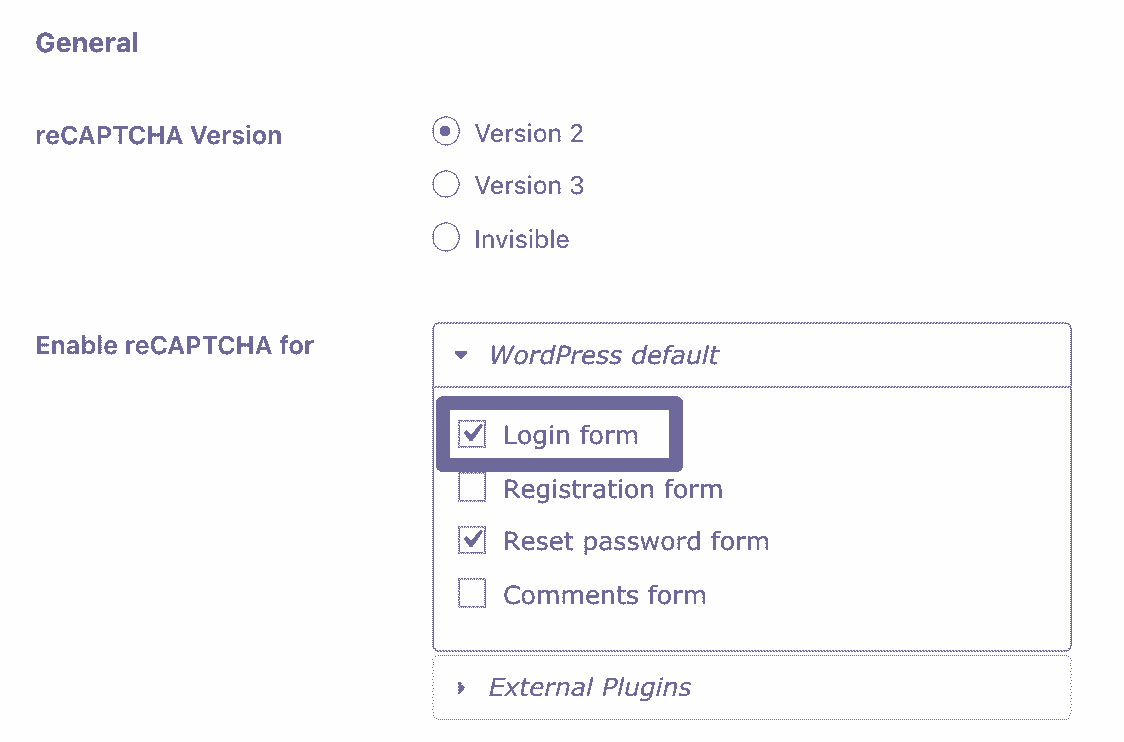 General
reCAPTCHA Version
Version 2
Version 3
Invisible
Enable reCAPTCHA for
WordPress default
Login form
Registration form
Reset password form
Comments form
External Plugins